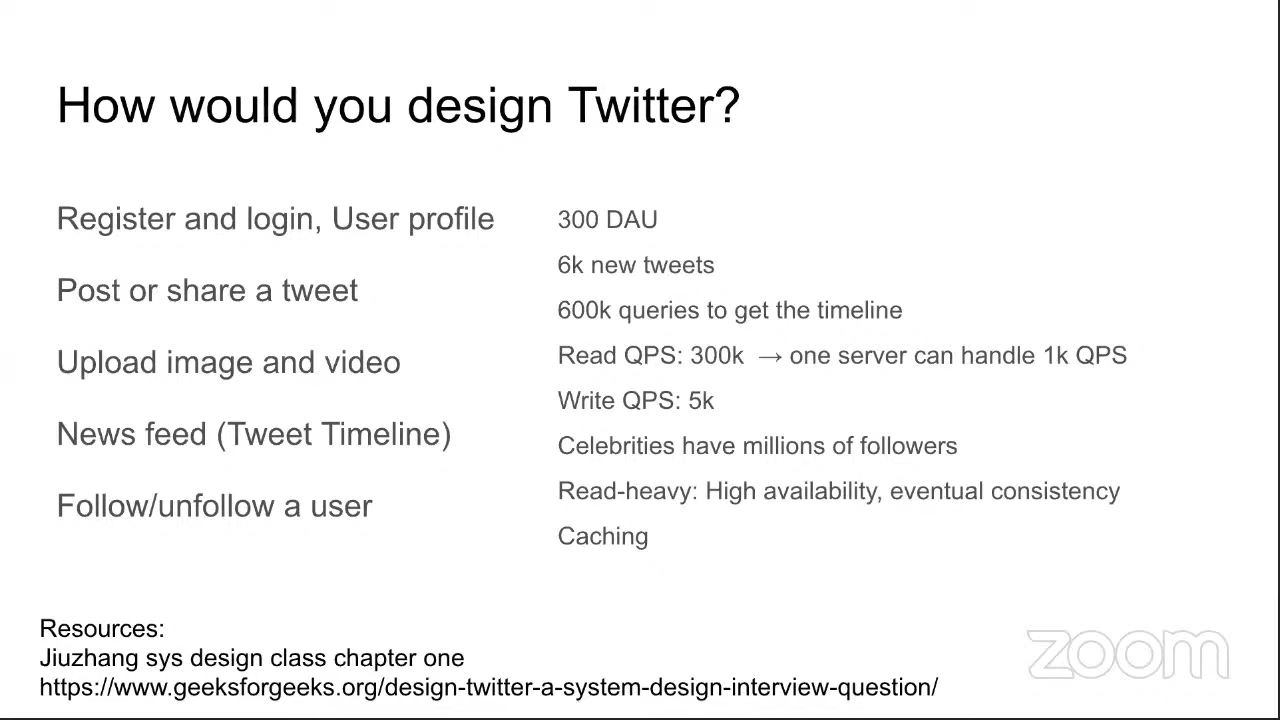 How would you design Twitter?
Register and login, User profile
Post or share a tweet
Upload image and video
News feed (Tweet Timeline)
Follow/unfollow a user
300 DAU
6k new tweets
600k queries to get the timeline
Read QPS: 300k → one server can handle 1k QPS
Write QPS: 5k
Celebrities have millions of followers
Read-heavy: High availability, eventual consistency
Caching
Resources:
Jiuzhang sys design class chapter one
https://www.geeksforgeeks.org/design-twitter-a-system-design-interview-question/
zoom